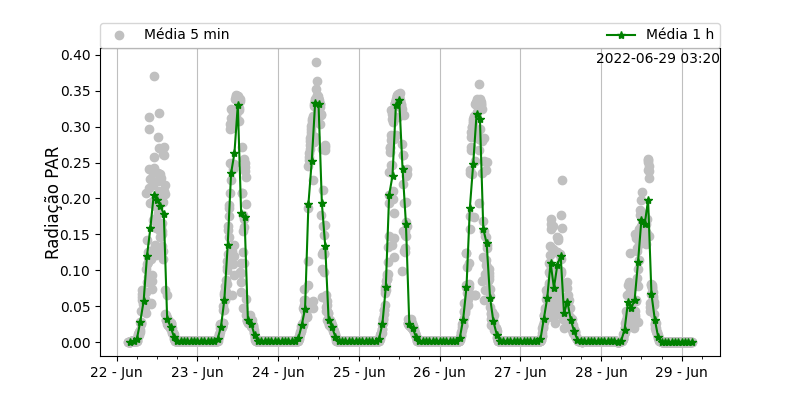 Média 5 min
Média 1 h
2022-06-29 03:20
Radiação PAR
0.40
0.35
0.30
0.25
0.20
0.15
0.10
0.05
0.00
22 - Jun
23 - Jun
24 - Jun
25 - Jun
26 - Jun
27 - Jun
28 - Jun
29 - Jun